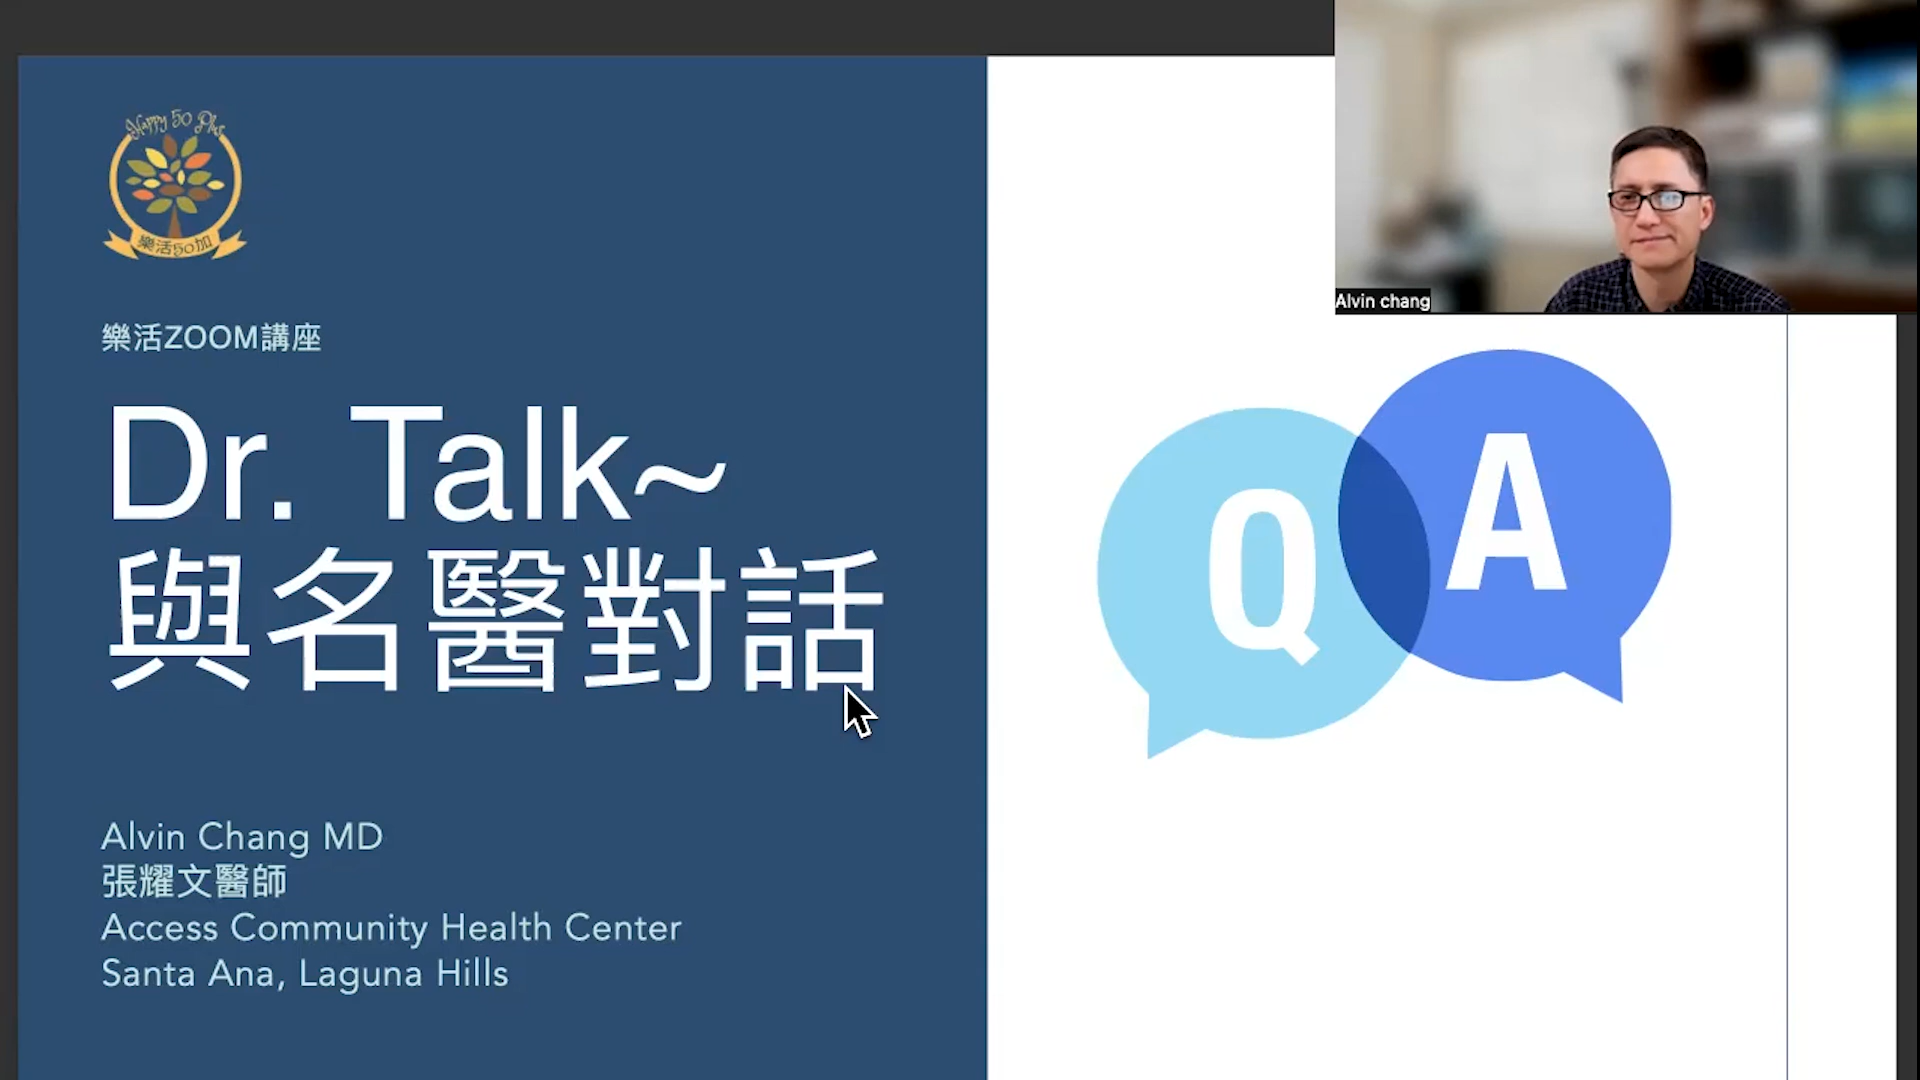 Happy 50 Plus
樂活50加
樂活ZOOM講座
Dr. Talk~
與名醫對話
Alvin Chang MD
張耀文醫師
Access Community Health Center
Santa Ana, Laguna Hills
Q
A
Alvin chang